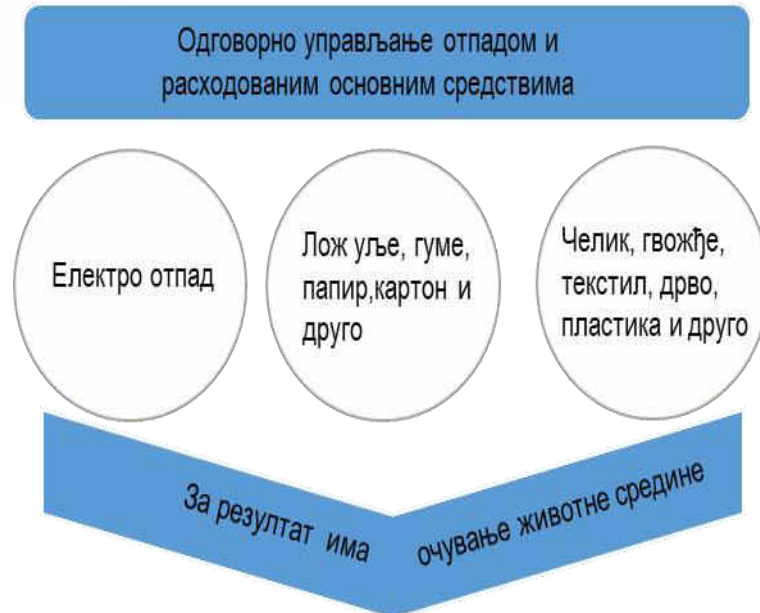 Одговорно управљање отпадом и
расходованим основним средствима
Електро отпад
Лож уље, гуме,
папир,картон и
друго
Челик, гвожђе,
текстил, дрво,
пластика и друго
За резултат има
очување животне средине